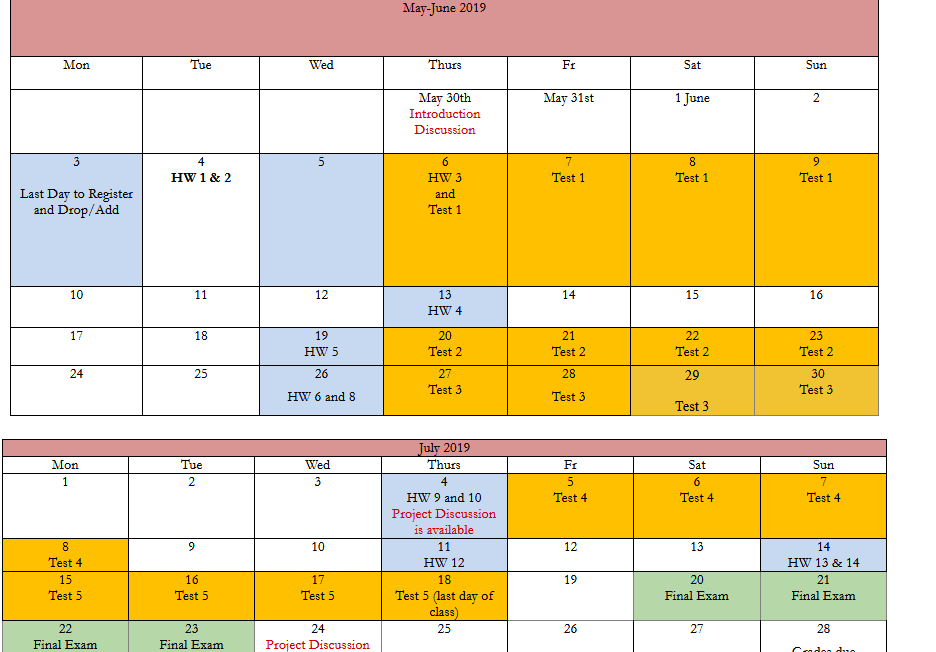 May-June 2019
Mon Tue Wed Thurs Fr Sat Sun
May 30th May 31st 1 June 2
Introduction
Discussion
3 4 5 6 7 8 9
HW 1 & 2 HW 3 Test 1 Test 1 Test 1
Last Day to Register and
and Drop/Add Test 1
10 11 12 13 14 15 16
HW 4
17 18 19 20 21 22 23
HW 5 Test 2 Test 2 Test 2 Test 2
24 25 26 27 28 29 30
HW 6 and 8 Test 3 Test 3 Test 3 Test 3
July 2019
Mon Tue Wed Thurs Fr Sat Sun
1 2 3 4 5 6 7
HW 9 and 10 Test 4 Test 4 Test 4
Project Discussion
is available
8 9 10 11 12 13 14
Test 4 HW 12 HW 13 & 14
15 16 17 18 19 20 21
Test 5 Test 5 Test 5 Test 5 (last day of Final Exam Final Exam
class)
22 23 24 25 26 27 28
Final Exam Final Exam Project Discussion
Grades due